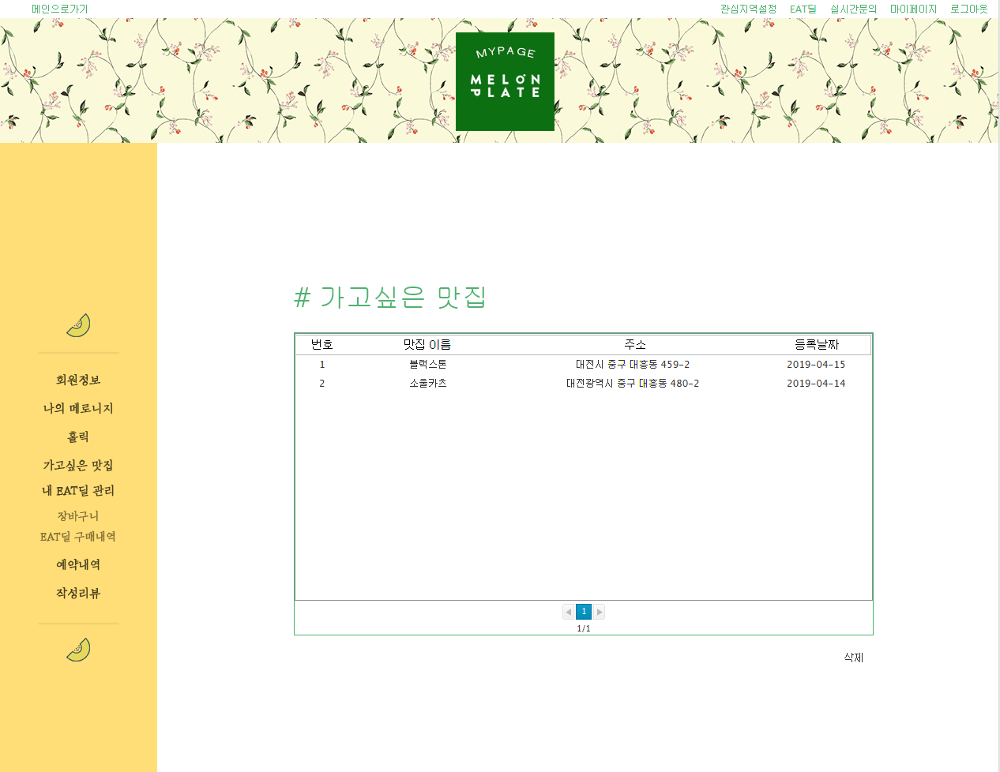 메인으로가기 관심지역설정 EAT딜 실시간문의 마이페이지 로그아웃
MYPAGE
MELON
PLATE
# 가고싶은 맛집
번호 맛집 이름 주소 등록날짜
1 블랙스톤 대전시 중구 대흥동 459-2 2019-04-15
2 소울카츠 대전광역시 중구 대흥동 480-2 2019-04-14
1
1/1
삭제
회원정보
나의 메로니지
홀릭
가고싶은 맛집
내 EAT딜 관리
장바구니
EAT딜 구매내역
예약내역
작성리뷰